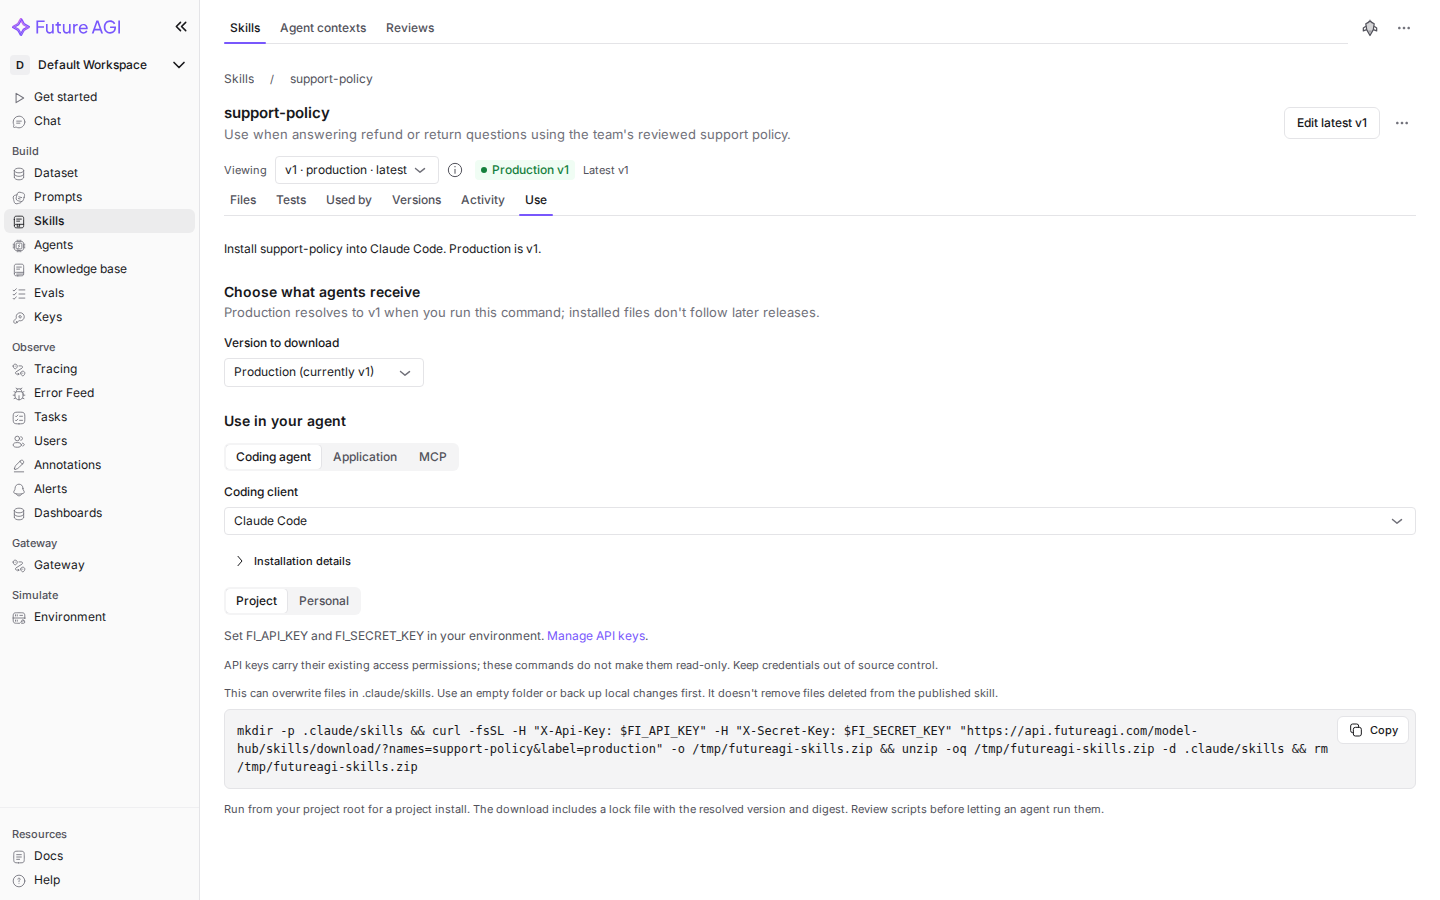 Future AGI
D Default Workspace
Get started
Chat
Build
Dataset
Prompts
Skills
Agents
Knowledge base
Evals
Keys
Observe
Tracing
Error Feed
Tasks
Users
Annotations
Alerts
Dashboards
Gateway
Gateway
Simulate
Environment
Resources
Docs
Help
Skills Agent contexts Reviews
Skills / support-policy
support-policy
Use when answering refund or return questions using the team's reviewed support policy.
Edit latest v1
Viewing v1 · production · latest Production v1 Latest v1
Files Tests Used by Versions Activity Use
Install support-policy into Claude Code. Production is v1.
Choose what agents receive
Production resolves to v1 when you run this command; installed files don't follow later releases.
Version to download
Production (currently v1)
Use in your agent
Coding agent Application MCP
Coding client
Claude Code
Installation details
Project Personal
Set FI_API_KEY and FI_SECRET_KEY in your environment. Manage API keys.
API keys carry their existing access permissions; these commands do not make them read-only. Keep credentials out of source control.
This can overwrite files in .claude/skills. Use an empty folder or back up local changes first. It doesn't remove files deleted from the published skill.
mkdir -p .claude/skills && curl -fsSL -H "X-Api-Key: $FI_API_KEY" -H "X-Secret-Key: $FI_SECRET_KEY" "https://api.futureagi.com/model-
hub/skills/download/?names=support-policy&label=production" -o /tmp/futureagi-skills.zip && unzip -oq /tmp/futureagi-skills.zip -d .claude/skills && rm
/tmp/futureagi-skills.zip
Copy
Run from your project root for a project install. The download includes a lock file with the resolved version and digest. Review scripts before letting an agent run them.